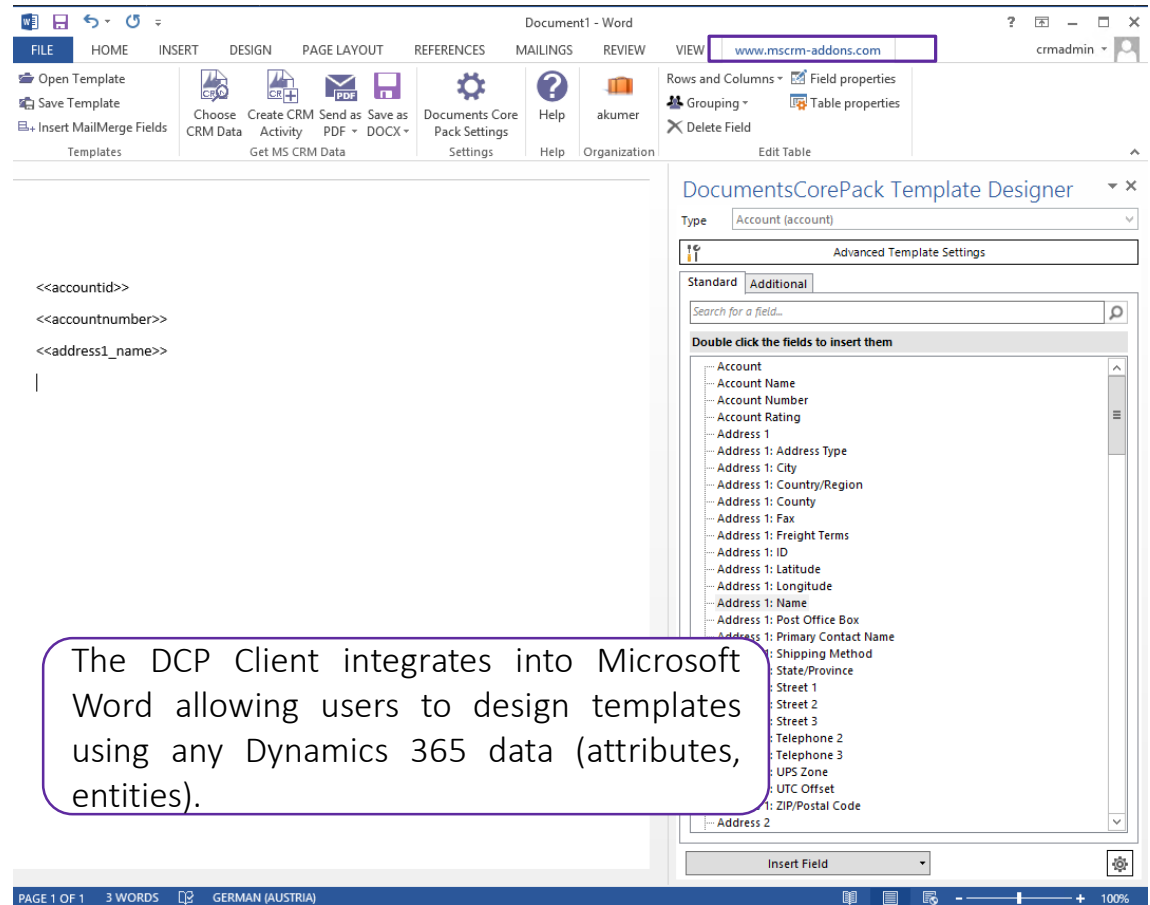 Document1 - Word
?
FILE HOME INSERT DESIGN PAGE LAYOUT REFERENCES MAILINGS REVIEW VIEW www.mscrm-addons.com crmadmin
Open Template
Save Template
Insert MailMerge Fields
Templates
Choose CRM Data
Create CRM Activity
Send as PDF
Save as DOCX
Get MS CRM Data
Documents Core Pack Settings
Settings
Help
Help
akumer
Organization
Rows and Columns
Field properties
Grouping
Table properties
Delete Field
Edit Table
DocumentsCorePack Template Designer
Type Account (account)
Advanced Template Settings
Standard Additional
Search for a field...
Double click the fields to insert them
Account
Account Name
Account Number
Account Rating
Address 1
Address 1: Address Type
Address 1: City
Address 1: Country/Region
Address 1: County
Address 1: Fax
Address 1: Freight Terms
Address 1: ID
Address 1: Latitude
Address 1: Longitude
Address 1: Name
Address 1: Post Office Box
Address 1: Primary Contact Name
1: Shipping Method
: State/Province
: Street 1
: Street 2
: Street 3
: Telephone 2
: Telephone 3
: UPS Zone
: UTC Offset
1: ZIP/Postal Code
Address 2
Insert Field
<<accountid>>
<<accountnumber>>
<<address1_name>>
The DCP Client integrates into Microsoft
Word allowing users to design templates
using any Dynamics 365 data (attributes,
entities).
PAGE 1 OF 1 3 WORDS GERMAN (AUSTRIA) 100%